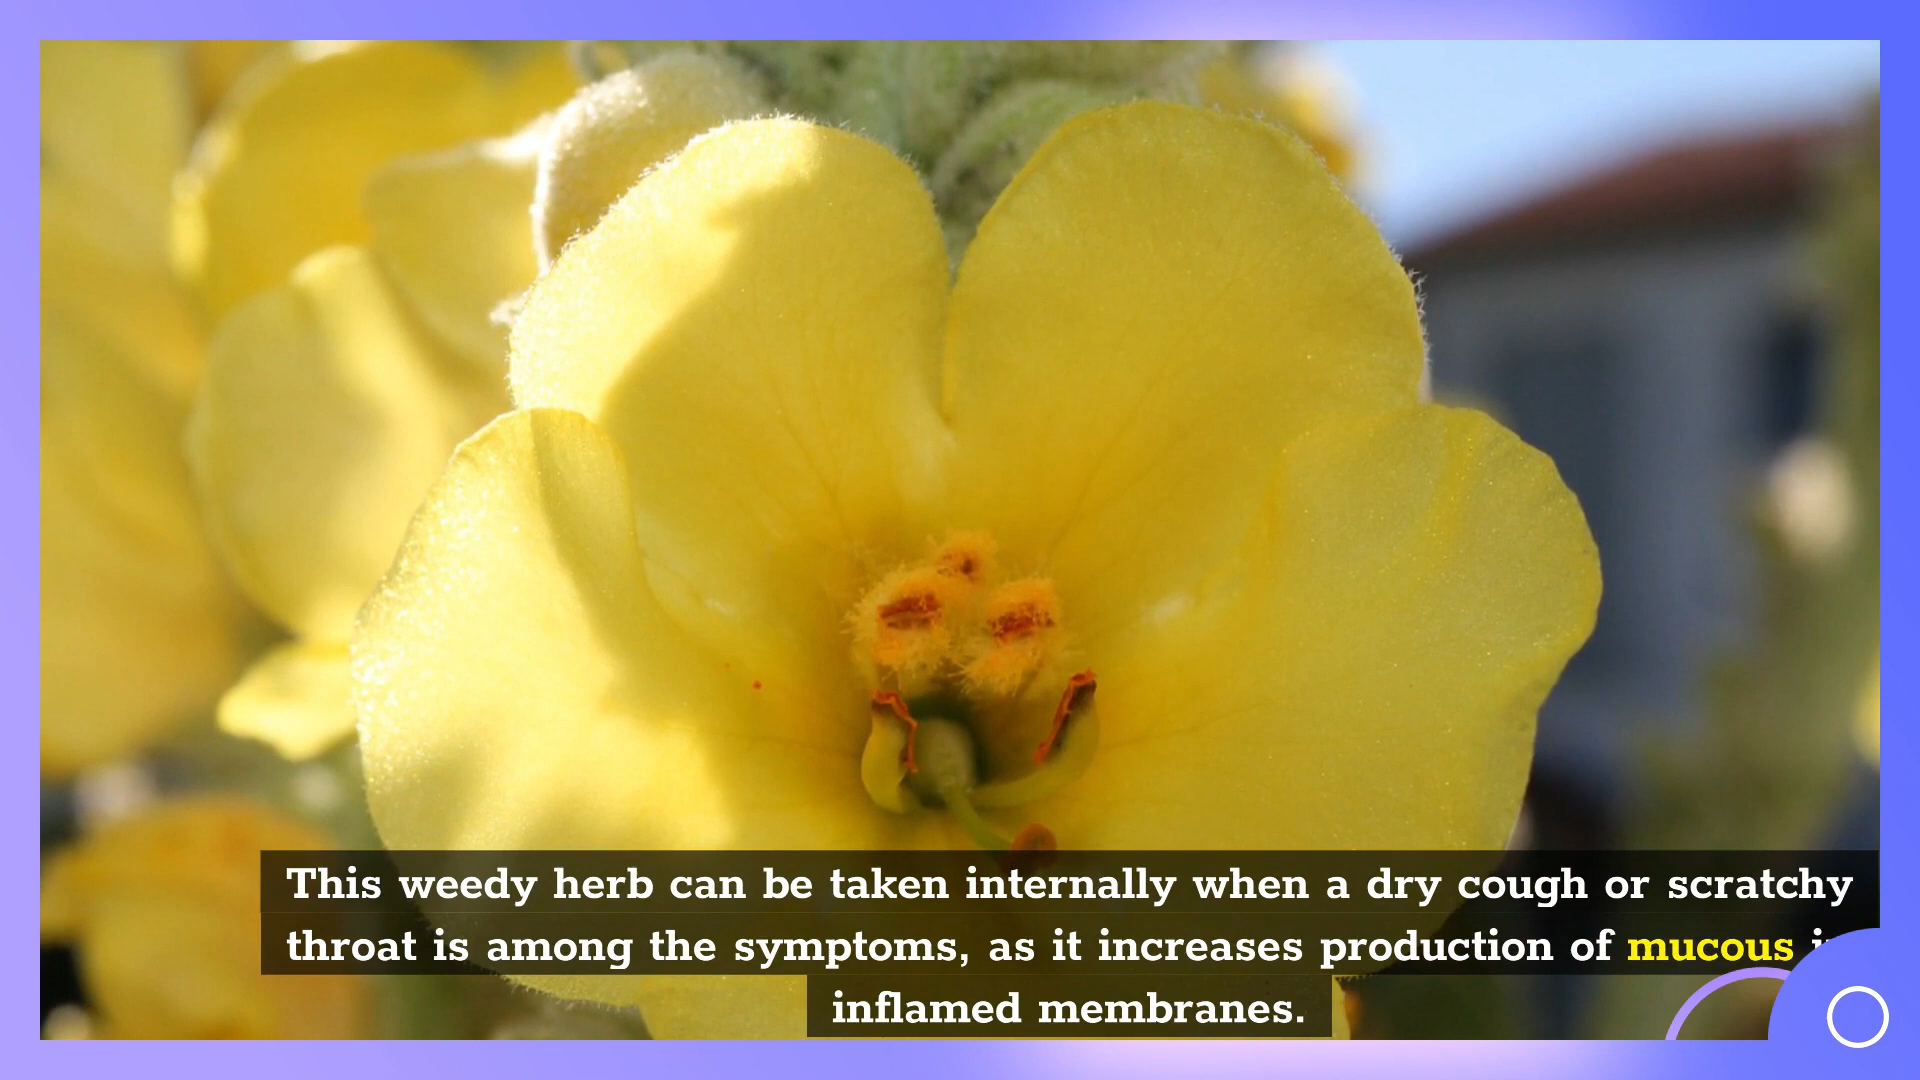 This weedy herb can be taken internally when a dry cough or scratchy
throat is among the symptoms, as it increases production of mucous
inflamed membranes.